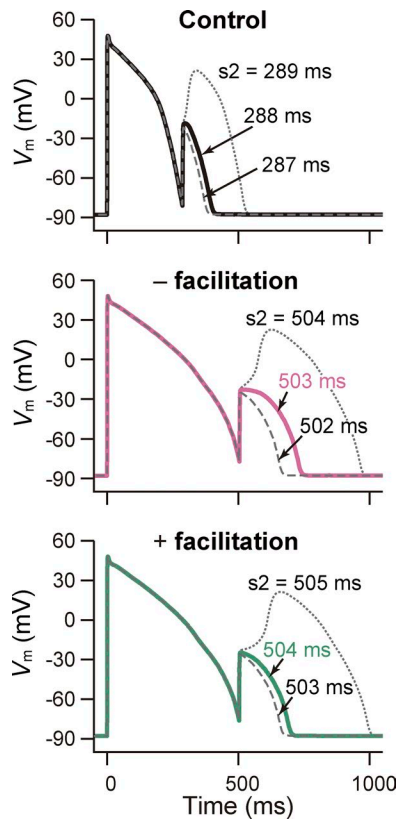 Control
60
30
0
-30
-60
-90
Vm (mV)
s2 = 289 ms
288 ms
287 ms
– facilitation
60
30
0
-30
-60
-90
Vm (mV)
s2 = 504 ms
503 ms
502 ms
+ facilitation
60
30
0
-30
-60
-90
Vm (mV)
s2 = 505 ms
504 ms
503 ms
0
500
1000
Time (ms)